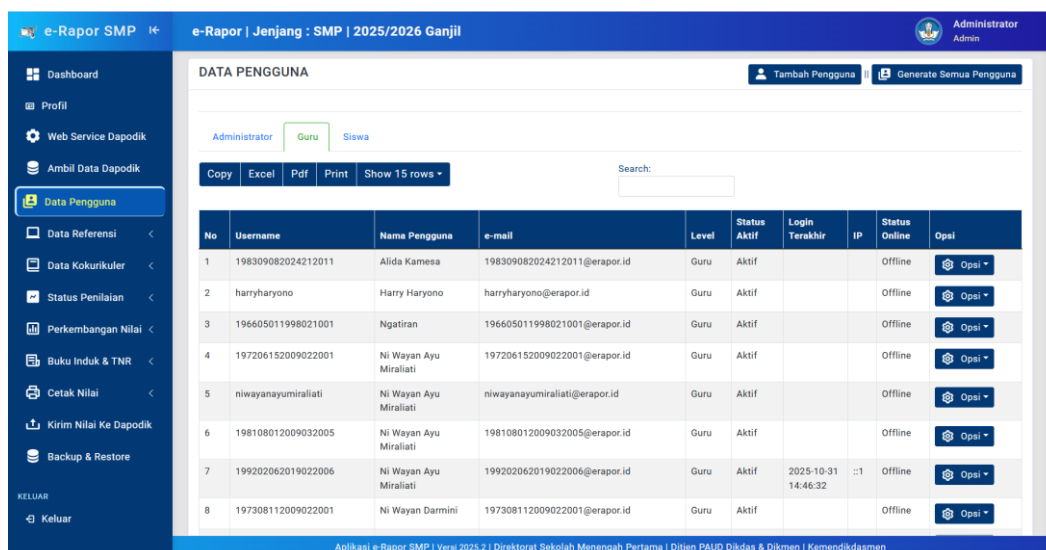 e-Rapor SMP
e-Rapor | Jenjang : SMP | 2025/2026 Ganjil
Administrator
Admin
Dashboard
Profil
Web Service Dapodik
Ambil Data Dapodik
Data Pengguna
Data Referensi
Data Kokurikuler
Status Penilaian
Perkembangan Nilai
Buku Induk & TNR
Cetak Nilai
Kirim Nilai Ke Dapodik
Backup & Restore
KELUAR
Keluar
DATA PENGGUNA
Tambah Pengguna || Generate Semua Pengguna
Administrator Guru Siswa
Copy Excel Pdf Print Show 15 rows
Search:
No Username Nama Pengguna e-mail Level Status Aktif Login Terakhir IP Status Online Opsi
1 198309082024212011 Alida Kamesa 198309082024212011@erapor.id Guru Aktif Offline Opsi
2 harryharyono Harry Haryono harryharyono@erapor.id Guru Aktif Offline Opsi
3 196605011998021001 Ngatiran 196605011998021001@erapor.id Guru Aktif Offline Opsi
4 197206152009022001 Ni Wayan Ayu Miraliati 197206152009022001@erapor.id Guru Aktif Offline Opsi
5 niwayanayumiraliati Ni Wayan Ayu Miraliati niwayanayumiraliati@erapor.id Guru Aktif Offline Opsi
6 198108012009032005 Ni Wayan Ayu Miraliati 198108012009032005@erapor.id Guru Aktif Offline Opsi
7 199202062019022006 Ni Wayan Ayu Miraliati 199202062019022006@erapor.id Guru Aktif 2025-10-31 14:46:32 ::1 Offline Opsi
8 197308112009022001 Ni Wayan Darmini 197308112009022001@erapor.id Guru Aktif Offline Opsi
Aplikasi e-Rapor SMP | Versi 2025.2 | Direktorat Sekolah Menengah Pertama | Ditjen PAUD Dikdas & Dikmen | Kemendikdasmen